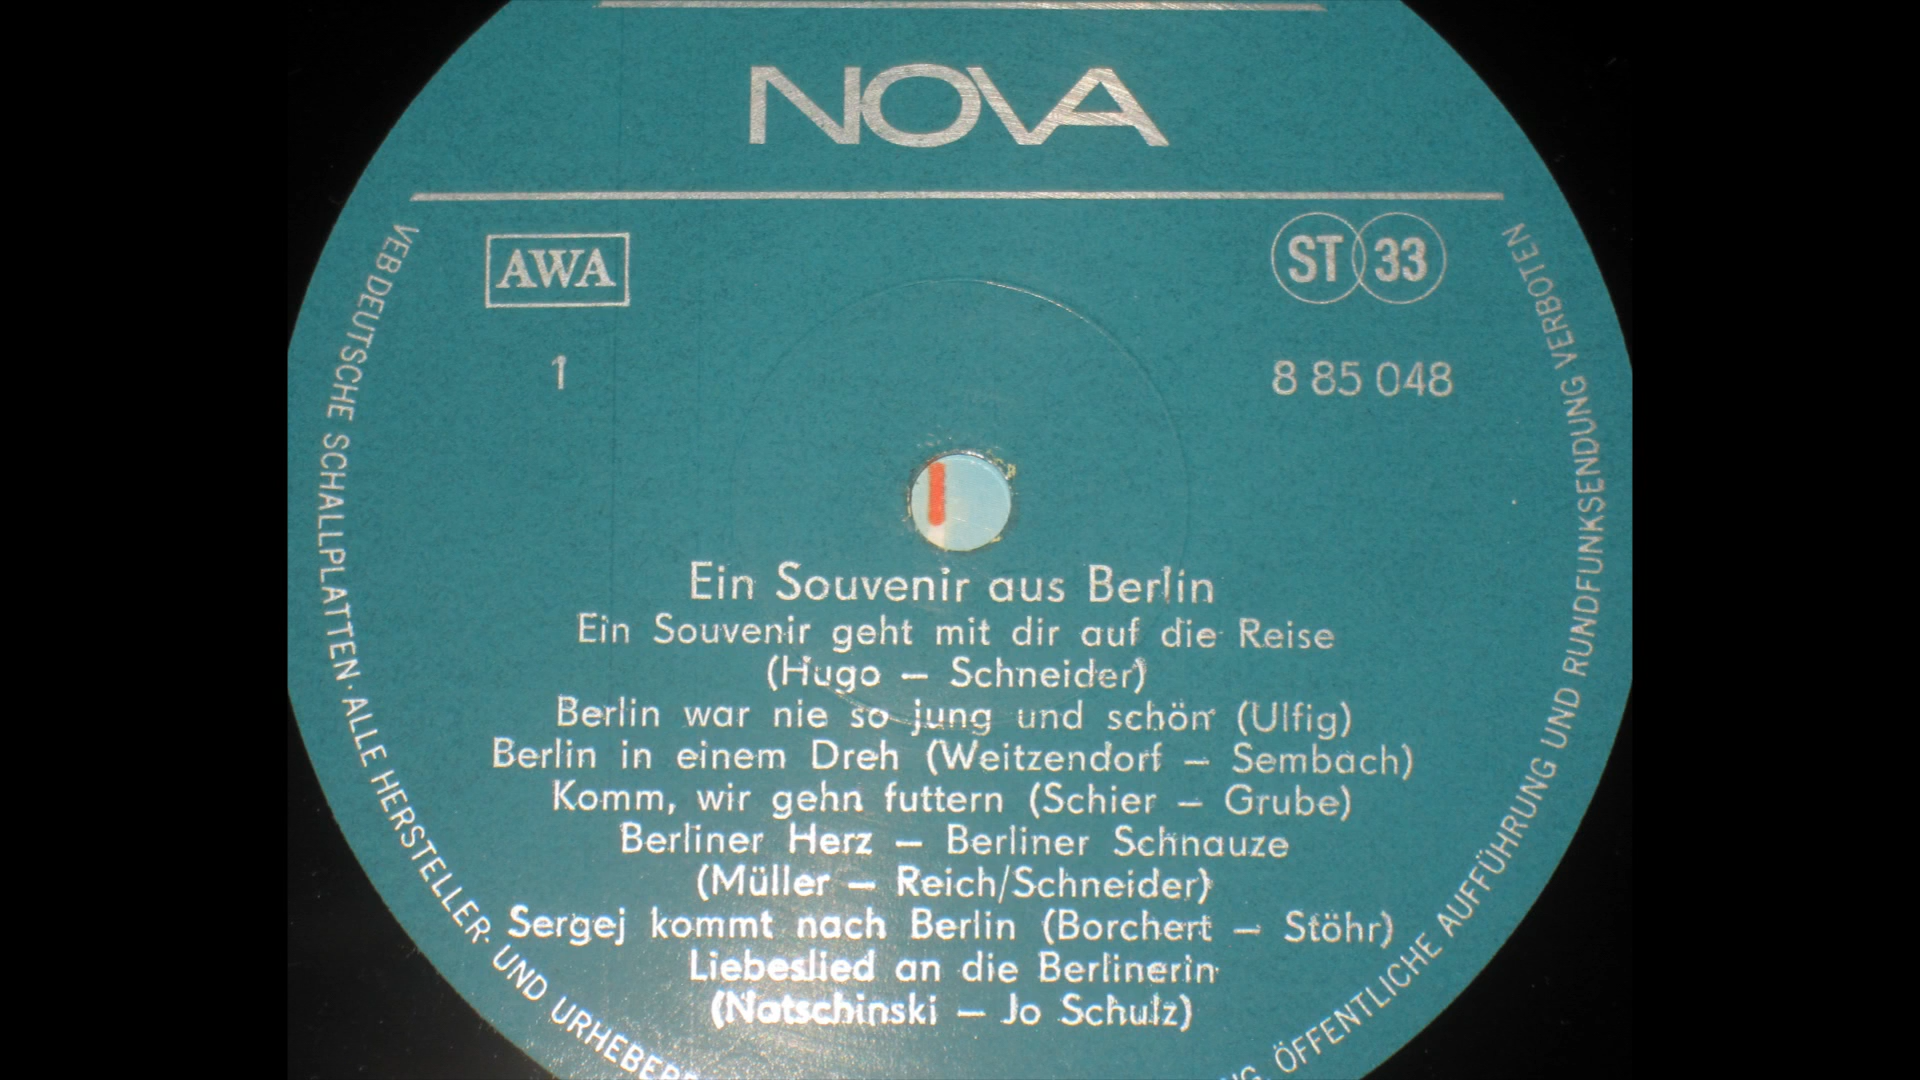 NOVA
AWA
ST 33
1
8 85 048
Ein Souvenir aus Berlin
Ein Souvenir geht mit dir auf die Reise
(Hugo – Schneider)
Berlin war nie so jung und schön (Ulfig)
Berlin in einem Dreh (Weitzendorf – Sembach)
Komm, wir gehn futtern (Schier – Grube)
Berliner Herz – Berliner Schnauze
(Müller – Reich/Schneider)
Sergej kommt nach Berlin (Borchert – Stöhr)
Liebeslied an die Berlinerin
(Natschinski – Jo Schulz)
VEB DEUTSCHE SCHALLPLATTEN · ALLE HERSTELLER- UND
ÖFFENTLICHE AUFFÜHRUNG UND RUNDFUNKSENDUNG VERBOTEN